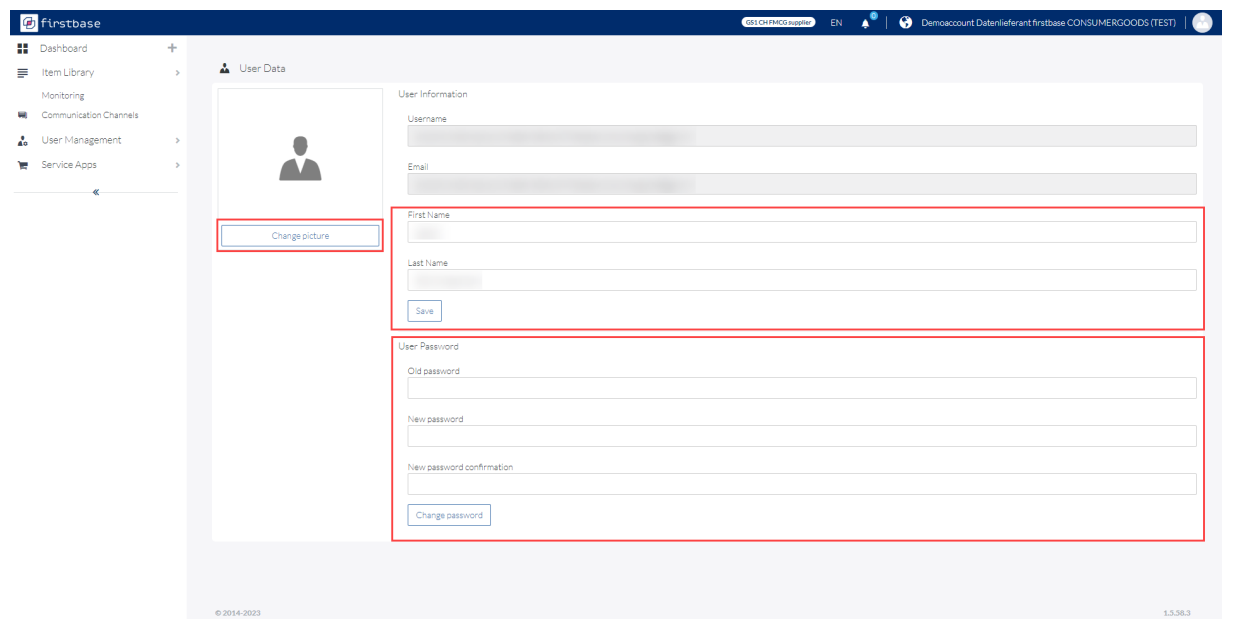 firstbase
GS1 CH FMCG supplier EN 0 Demoaccount Datenlieferant firstbase CONSUMERGOODS (TEST)
Dashboard
Item Library
Monitoring
Communication Channels
User Management
Service Apps
User Data
Change picture
User Information
Username
Email
First Name
Last Name
Save
User Password
Old password
New password
New password confirmation
Change password
© 2014-2023
1.5.58.3